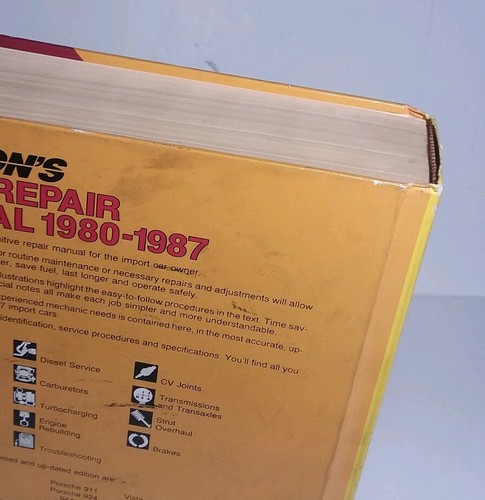 ON'S
REPAIR
AL 1980-1987
nitive repair manual for the import car owner.
or routine maintenance or necessary repairs and adjustments will allow
er, save fuel, last longer and operate safely.
llustrations highlight the easy-to-follow procedures in the text. Time sav-
cial notes all make each job simpler and more understandable.
xperienced mechanic needs is contained here, in the most accurate, up-
7 import cars.
identification, service procedures and specifications. You'll find all you
Diesel Service
Carburetors
Turbocharging
Engine
Rebuilding
Troubleshooting
CV Joints
Transmissions
and Transaxles
Strut
Overhaul
Brakes
ised and up-dated edition are
Porsche 911
Porsche 924